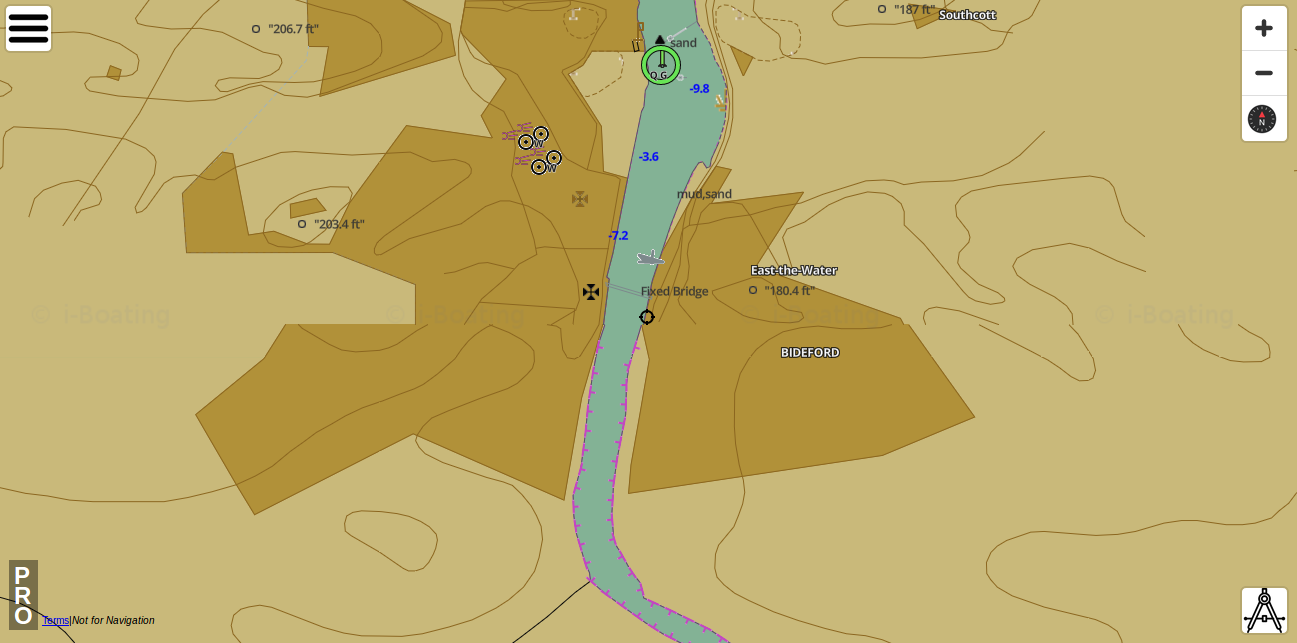 "206.7 ft"
"187 ft"
Southcott
sand
Q.G
-9.8
W
-3.6
W
mud,sand
"203.4 ft"
-7.2
East-the-Water
Fixed Bridge
"180.4 ft"
© i-Boating
© i-Boating
© i-Boating
© i-Boating
BIDEFORD
N
PRO
Terms|Not for Navigation